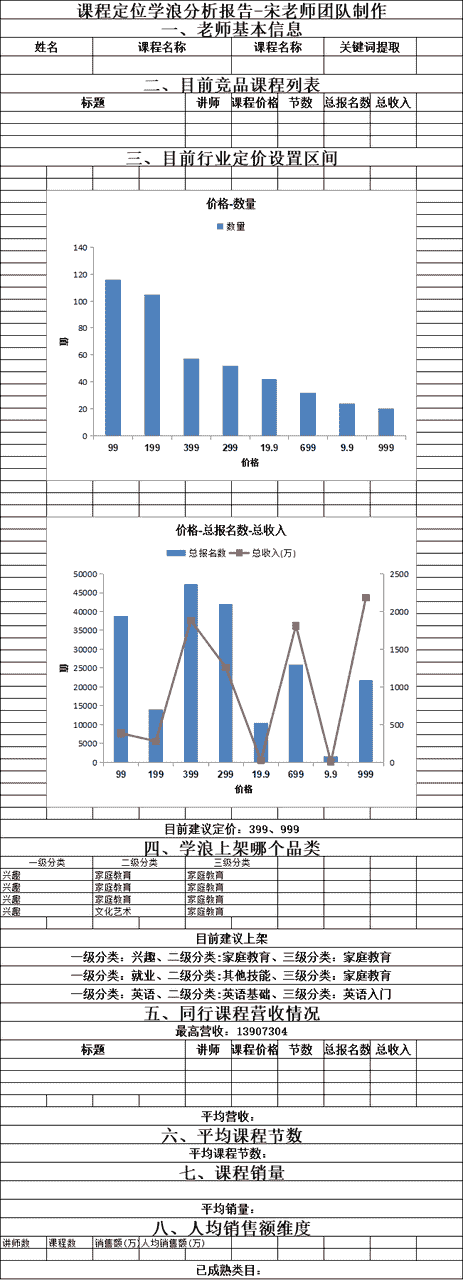 课程定位学浪分析报告-宋老师团队制作
一、老师基本信息
姓名 课程名称 课程名称 关键词提取
二、目前竞品课程列表
标题 讲师 课程价格 节数 总报名数 总收入
三、目前行业定价设置区间
价格-数量
数量
140
120
100
80
60
40
20
0
99 199 399 299 19.9 699 9.9 999
价格
价格-总报名数-总收入
总报名数 总收入(万)
50000 2500
45000
40000 2000
35000
30000 1500
25000
20000 1000
15000
10000 500
5000
0 0
99 199 399 299 19.9 699 9.9 999
价格
目前建议定价：399、999
四、学浪上架哪个品类
一级分类 二级分类 三级分类
兴趣 家庭教育 家庭教育
兴趣 家庭教育 家庭教育
兴趣 家庭教育 家庭教育
兴趣 文化艺术 家庭教育
目前建议上架
一级分类：兴趣、二级分类:家庭教育、三级分类：家庭教育
一级分类：就业、二级分类:其他技能、三级分类：家庭教育
一级分类：英语、二级分类:英语基础、三级分类：英语入门
五、同行课程营收情况
最高营收：13907304
标题 讲师 课程价格 节数 总报名数 总收入
平均营收：
六、平均课程节数
平均课程节数：
七、课程销量
平均销量：
八、人均销售额维度
讲师数 课程数 销售额(万) 人均销售额(万)
已成熟类目：